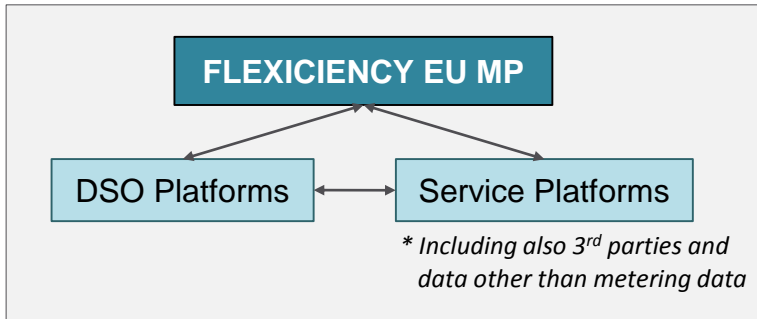 FLEXICIENCY EU MP
DSO Platforms
Service Platforms
* Including also 3rd parties and
data other than metering data